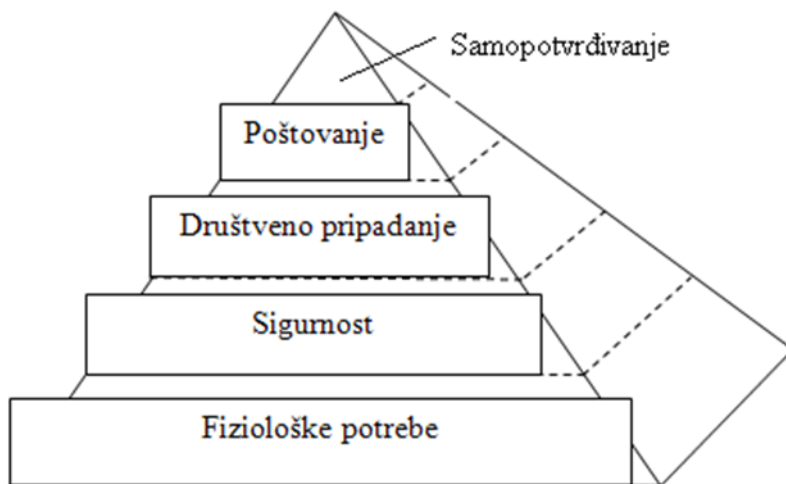 Samopotvrđivanje
Poštovanje
Društveno pripadanje
Sigurnost
Fiziološke potrebe